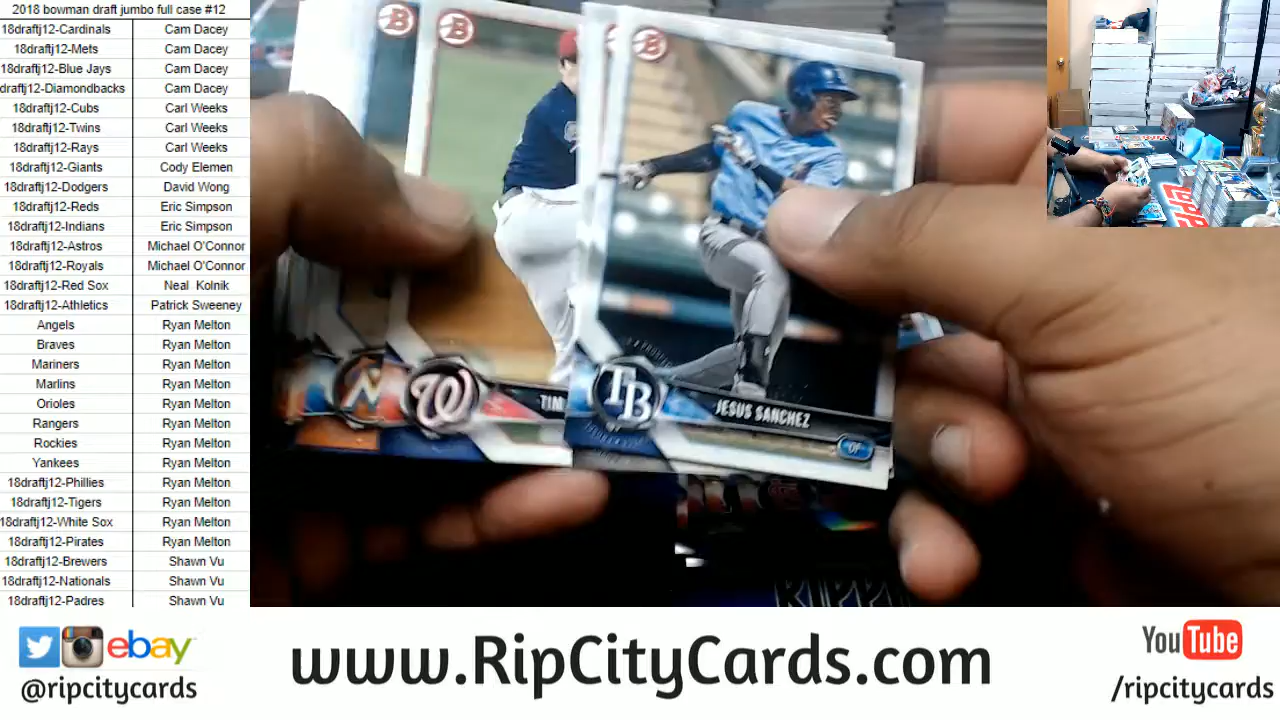 2018 bowman draft jumbo full case #12
18draftj12-Cardinals Cam Dacey
18draftj12-Mets Cam Dacey
18draftj12-Blue Jays Cam Dacey
draftj12-Diamondbacks Cam Dacey
18draftj12-Cubs Carl Weeks
18draftj12-Twins Carl Weeks
18draftj12-Rays Carl Weeks
18draftj12-Giants Cody Elemen
18draftj12-Dodgers David Wong
18draftj12-Reds Eric Simpson
18draftj12-Indians Eric Simpson
18draftj12-Astros Michael O'Connor
18draftj12-Royals Michael O'Connor
18draftj12-Red Sox Neal Kolnik
18draftj12-Athletics Patrick Sweeney
Angels Ryan Melton
Braves Ryan Melton
Mariners Ryan Melton
Marlins Ryan Melton
Orioles Ryan Melton
Rangers Ryan Melton
Rockies Ryan Melton
Yankees Ryan Melton
18draftj12-Phillies Ryan Melton
18draftj12-Tigers Ryan Melton
18draftj12-White Sox Ryan Melton
18draftj12-Pirates Ryan Melton
18draftj12-Brewers Shawn Vu
18draftj12-Nationals Shawn Vu
18draftj12-Padres Shawn Vu
B
B
B
W
TIM
TB
JESUS SANCHEZ
OF
RIPPI
ebay
@ripcitycards
www.RipCityCards.com
YouTube
/ripcitycards